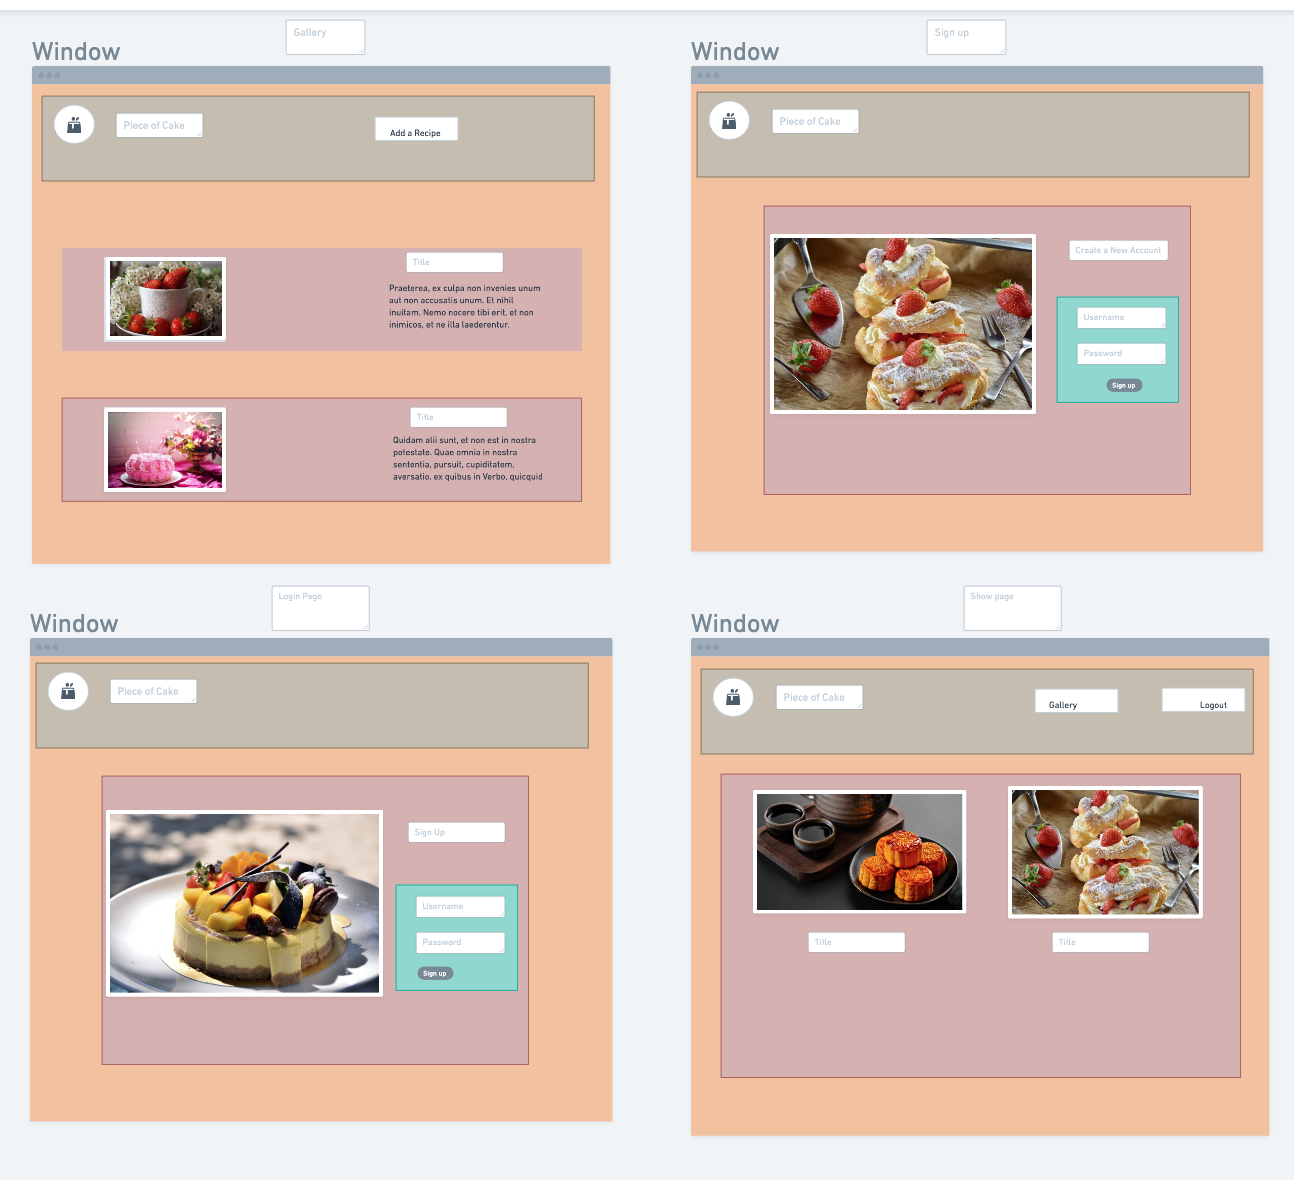 Gallery
Window
Piece of Cake
Add a Recipe
Title
Praeterea, ex culpa non invenies unum
aut non accusatis unum. Et nihil
inuitam. Nemo nocere tibi erit, et non
inimicos, et ne illa laederentur.
Title
Quidam alii sunt, et non est in nostra
potestate. Quae omnia in nostra
sententia, pursuit, cupiditatem,
aversatio, ex quibus in Verbo, quicquid
Sign up
Window
Piece of Cake
Create a New Account
Username
Password
Sign up
Login Page
Window
Piece of Cake
Sign Up
Username
Password
Sign up
Show page
Window
Piece of Cake
Gallery
Logout
Title
Title